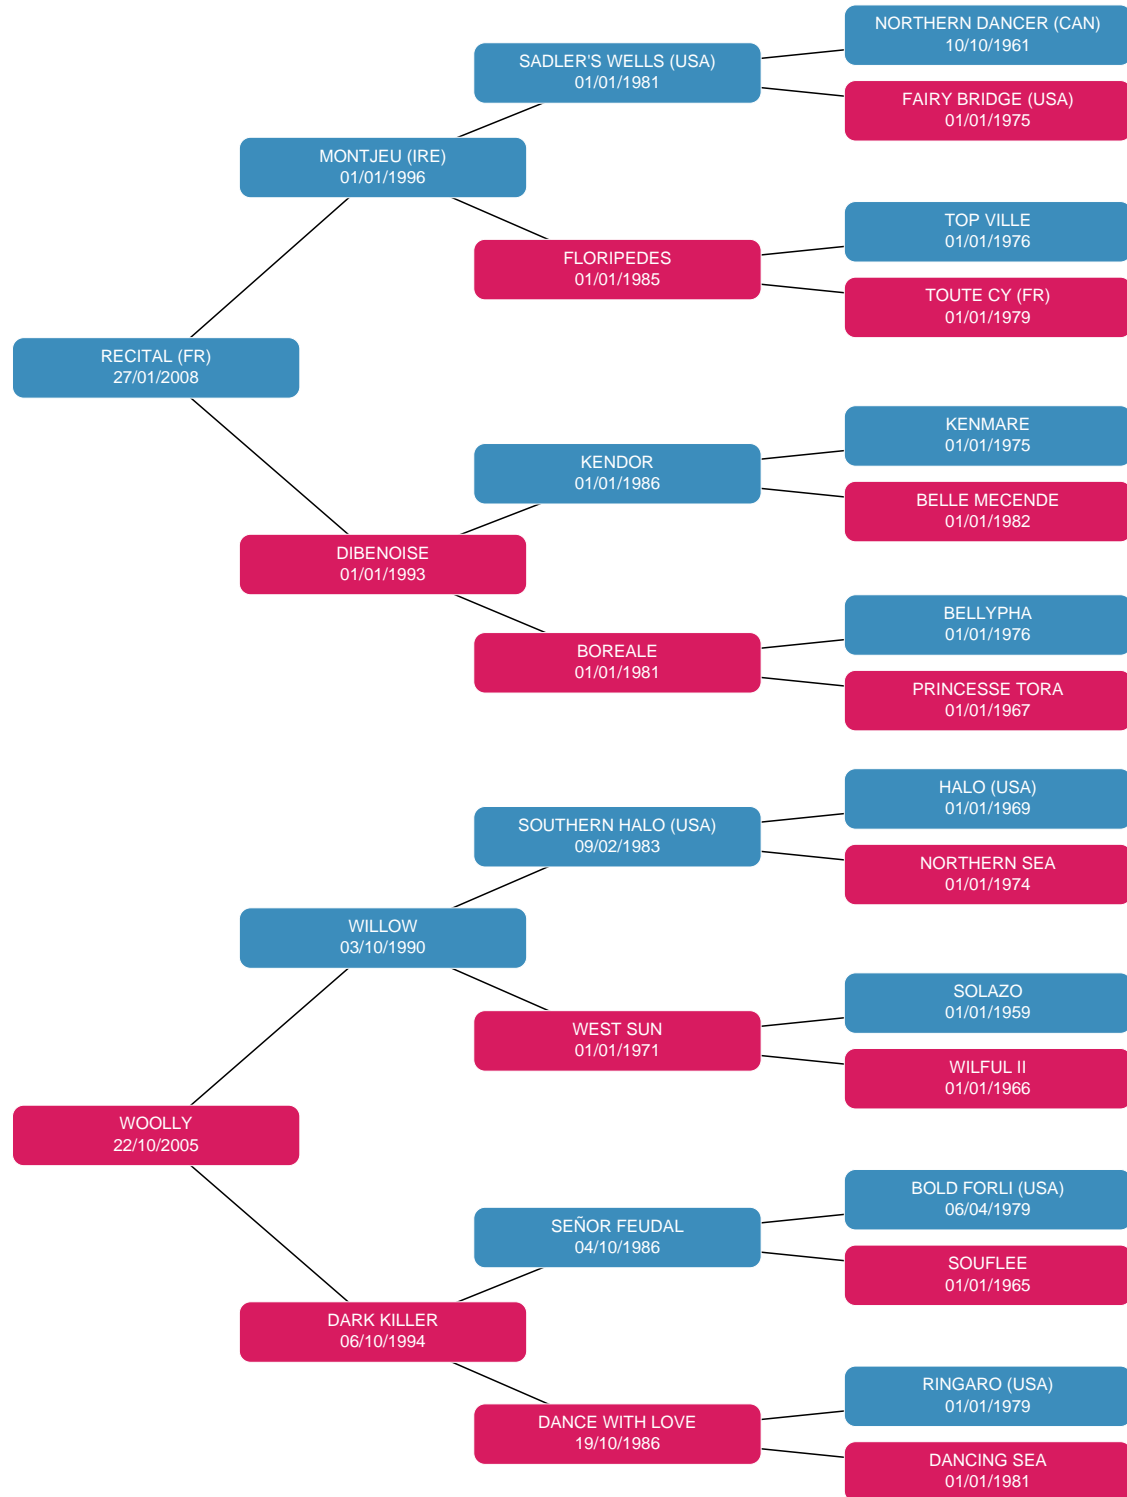 NORTHERN DANCER (CAN)
10/10/1961
SADLER'S WELLS (USA)
01/01/1981
FAIRY BRIDGE (USA)
01/01/1975
MONTJEU (IRE)
01/01/1996
TOP VILLE
01/01/1976
FLORIPEDES
01/01/1985
TOUTE CY (FR)
01/01/1979
RECITAL (FR)
27/01/2008
KENMARE
01/01/1975
KENDOR
01/01/1986
BELLE MECENDE
01/01/1982
DIBENOISE
01/01/1993
BELLYPHA
01/01/1976
BOREALE
01/01/1981
PRINCESSE TORA
01/01/1967
HALO (USA)
01/01/1969
SOUTHERN HALO (USA)
09/02/1983
NORTHERN SEA
01/01/1974
WILLOW
03/10/1990
SOLAZO
01/01/1959
WEST SUN
01/01/1971
WILFUL II
01/01/1966
WOOLLY
22/10/2005
BOLD FORLI (USA)
06/04/1979
SEÑOR FEUDAL
04/10/1986
SOUFLEE
01/01/1965
DARK KILLER
06/10/1994
RINGARO (USA)
01/01/1979
DANCE WITH LOVE
19/10/1986
DANCING SEA
01/01/1981